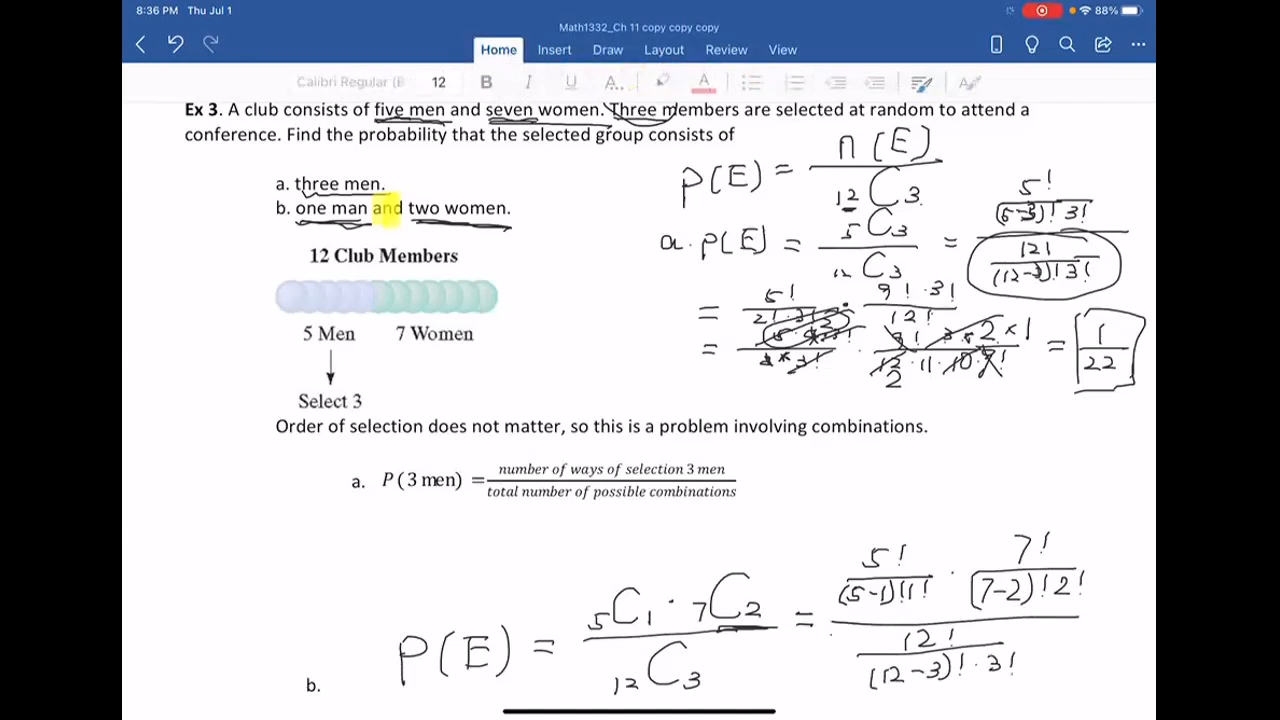 8:36 PM Thu Jul 1
88%
Math1332_Ch 11 copy copy copy
Home Insert Draw Layout Review View
Calibri Regular (B 12 B I U A A
Ex 3. A club consists of five men and seven women. Three members are selected at random to attend a
conference. Find the probability that the selected group consists of
P(E) = n(E) / 12C3
a. three men.
b. one man and two women.
a. P(E) = 5C3 / 12C3 = 5! / (5-3)! 3! / 12! / (12-3)! 3!
12 Club Members
= 5! / 2! · 3! · 9! · 3! / 12!
5 Men 7 Women
= 1 / 22
Select 3
Order of selection does not matter, so this is a problem involving combinations.
a. P(3 men) = number of ways of selection 3 men / total number of possible combinations
b. P(E) = 5C1 · 7C2 / 12C3 = 5! / (5-1)! 1! · 7! / (7-2)! 2! / 12! / (12-3)! · 3!